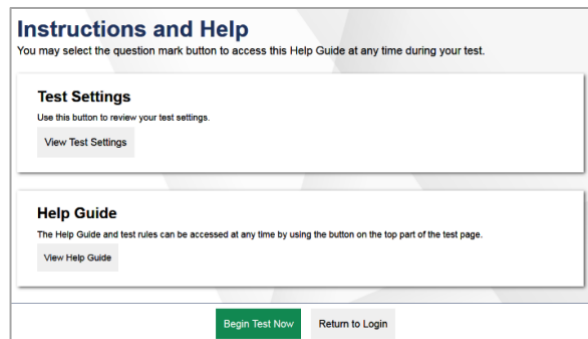 Instructions and Help
You may select the question mark button to access this Help Guide at any time during your test.
Test Settings
Use this button to review your test settings.
View Test Settings
Help Guide
The Help Guide and test rules can be accessed at any time by using the button on the top part of the test page.
View Help Guide
Begin Test Now
Return to Login